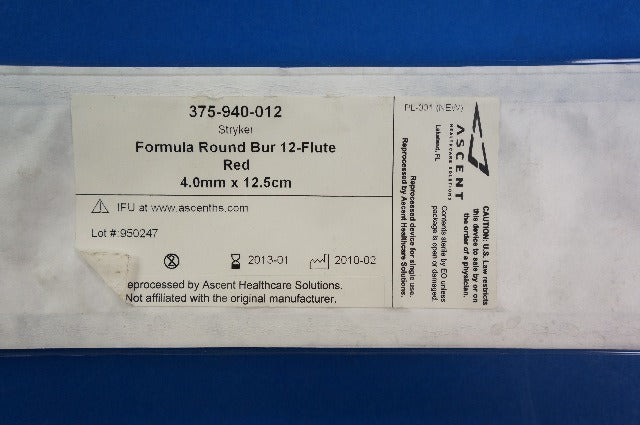 375-940-012
Stryker
Formula Round Bur 12-Flute
Red
4.0mm x 12.5cm
IFU at www.ascenths.com
Lot #:950247
2013-01 2010-02
eprocessed by Ascent Healthcare Solutions.
Not affiliated with the original manufacturer.
PL-001 (NEW)
ASCENT
HEALTHCARE SOLUTIONS
Lakeland, FL
Reprocessed device for single use.
Reprocessed by Ascent Healthcare Solutions.
Contents sterile by EO unless
package is open or damaged.
CAUTION: U.S. Law restricts
this device to sale by or on
the order of a physician.